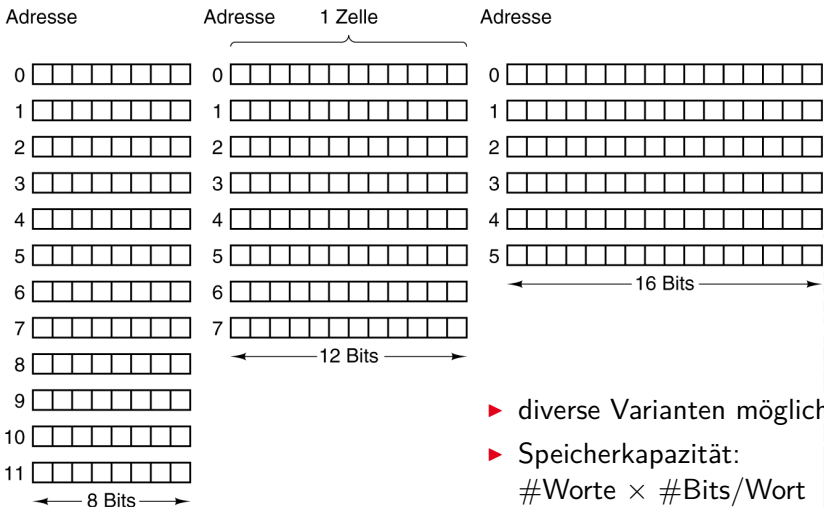 Adresse
0
1
2
3
4
5
6
7
8
9
10
11
8 Bits
Adresse 1 Zelle
0
1
2
3
4
5
6
7
12 Bits
Adresse
0
1
2
3
4
5
16 Bits
▶ diverse Varianten möglich
▶ Speicherkapazität:
#Worte × #Bits/Wort